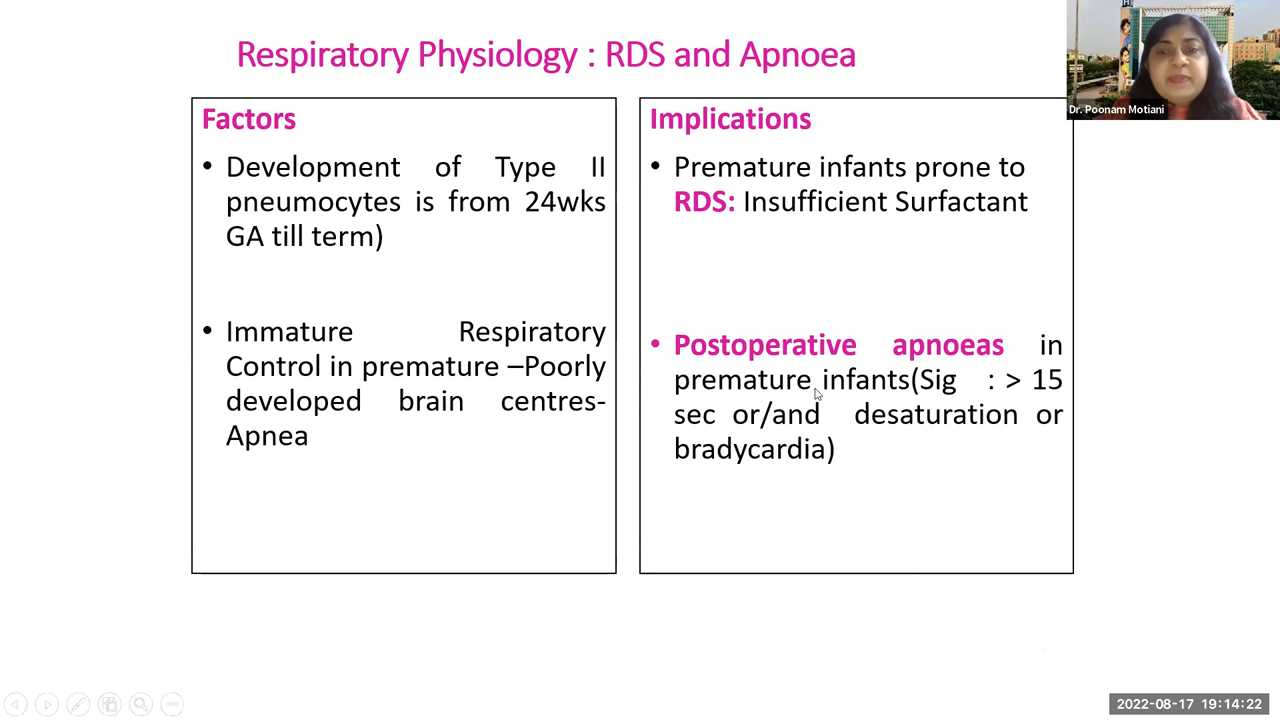 Respiratory Physiology : RDS and Apnoea
Dr. Poonam Motiani
Factors
• Development of Type II
pneumocytes is from 24wks
GA till term)
• Immature Respiratory
Control in premature –Poorly
developed brain centres-
Apnea
Implications
• Premature infants prone to
RDS: Insufficient Surfactant
• Postoperative apnoeas in
premature infants(Sig : > 15
sec or/and desaturation or
bradycardia)
2022-08-17 19:14:22